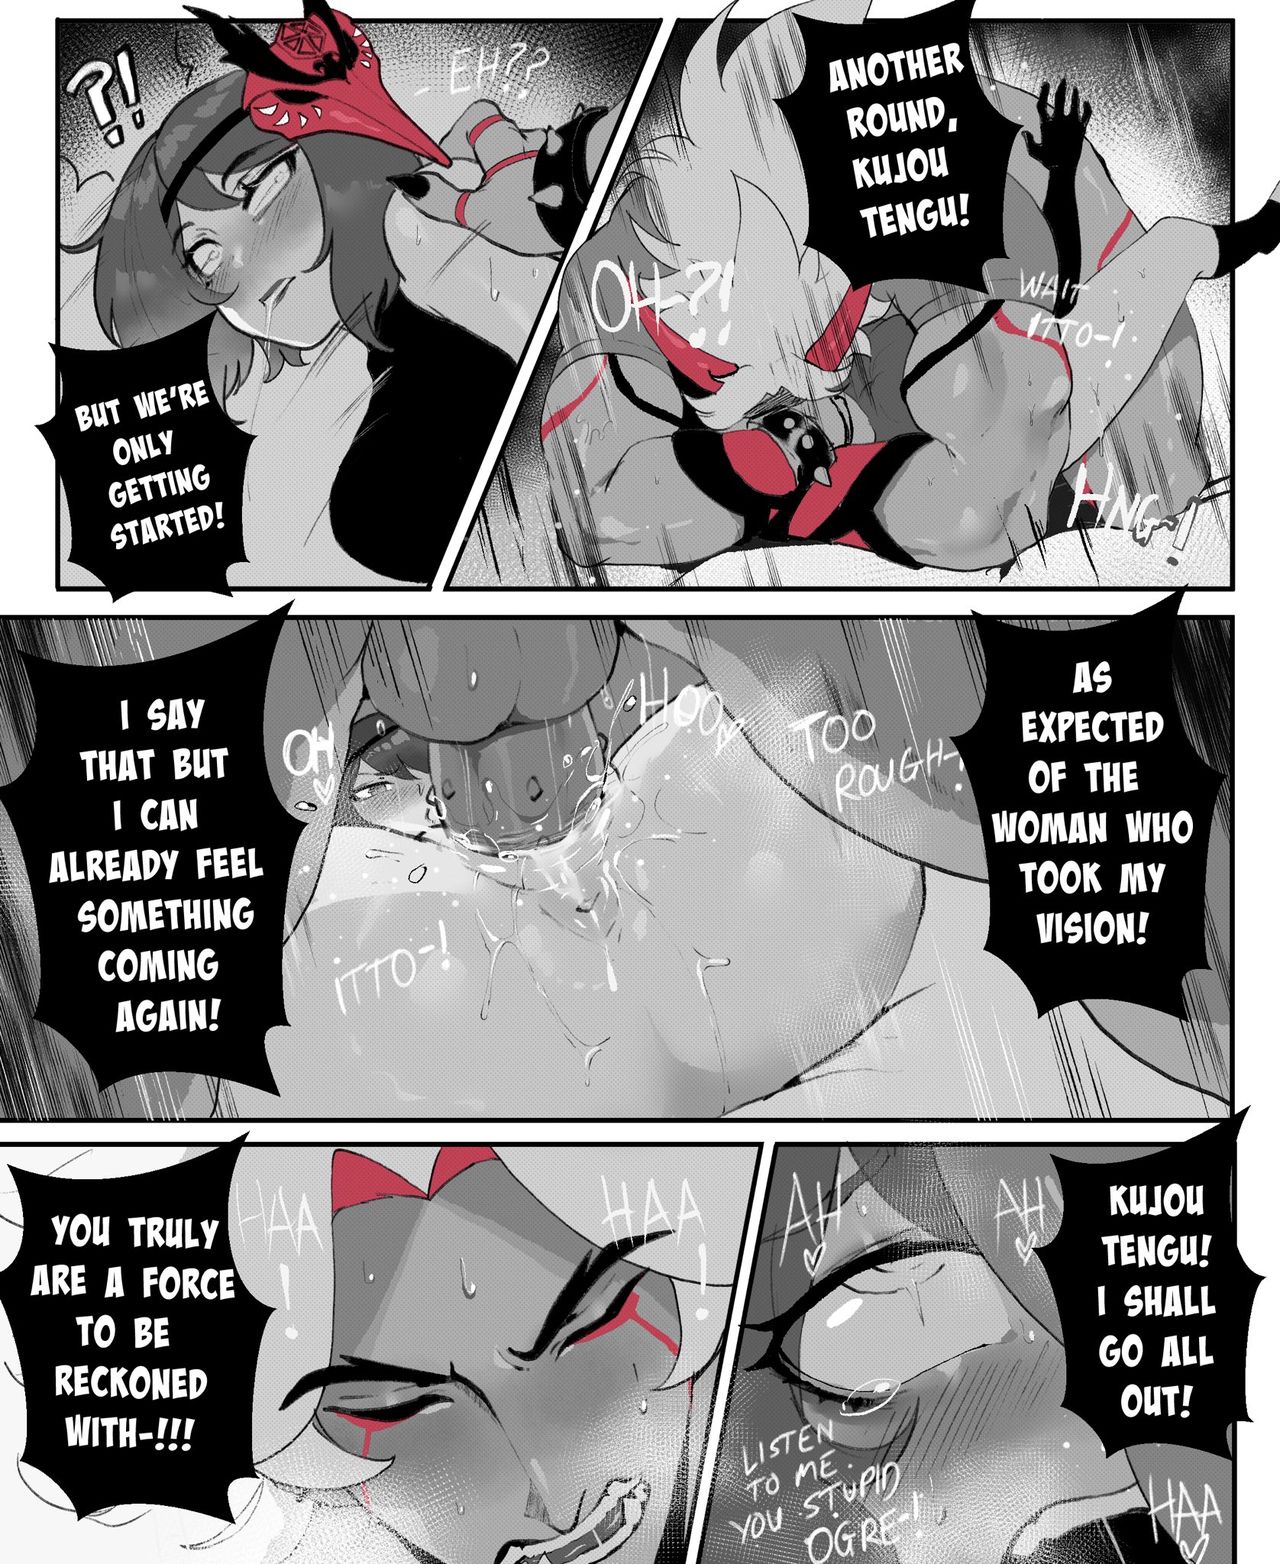 ?!
-EH??
BUT WE'RE
ONLY
GETTING
STARTED!
ANOTHER
ROUND,
KUJOU
TENGU!
OH-?!
WAIT
ITTO-!
HNG-!
I SAY
THAT BUT
I CAN
ALREADY FEEL
SOMETHING
COMING
AGAIN!
OH
HOO
TOO
ROUGH-!
ITTO-!
AS
EXPECTED
OF THE
WOMAN WHO
TOOK MY
VISION!
YOU TRULY
ARE A FORCE
TO BE
RECKONED
WITH-!!!
HAA
!
HAA
!
AH
AH
KUJOU
TENGU!
I SHALL
GO ALL
OUT!
LISTEN
TO ME.
YOU STUPID
OGRE-!
HAA